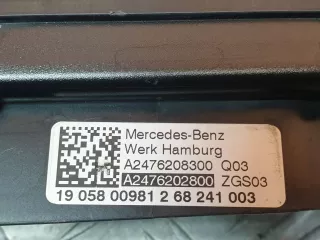 Mercedes-Benz
Werk Hamburg
A2476208300 Q03
A2476202800 ZGS03
19 058 00981 2 68 241 003